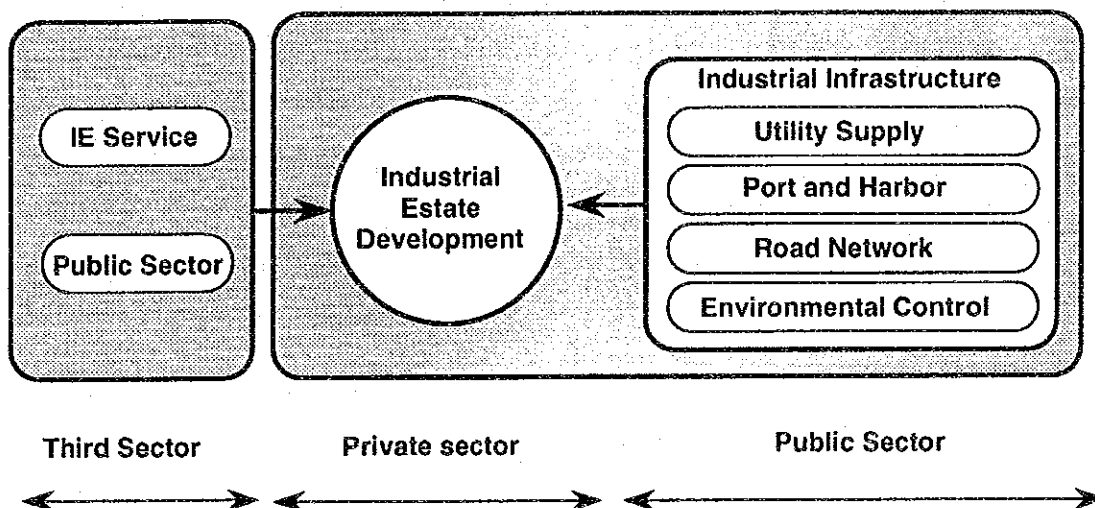 IE Service
Public Sector
Industrial
Estate
Development
Industrial Infrastructure
Utility Supply
Port and Harbor
Road Network
Environmental Control
Third Sector
Private sector
Public Sector